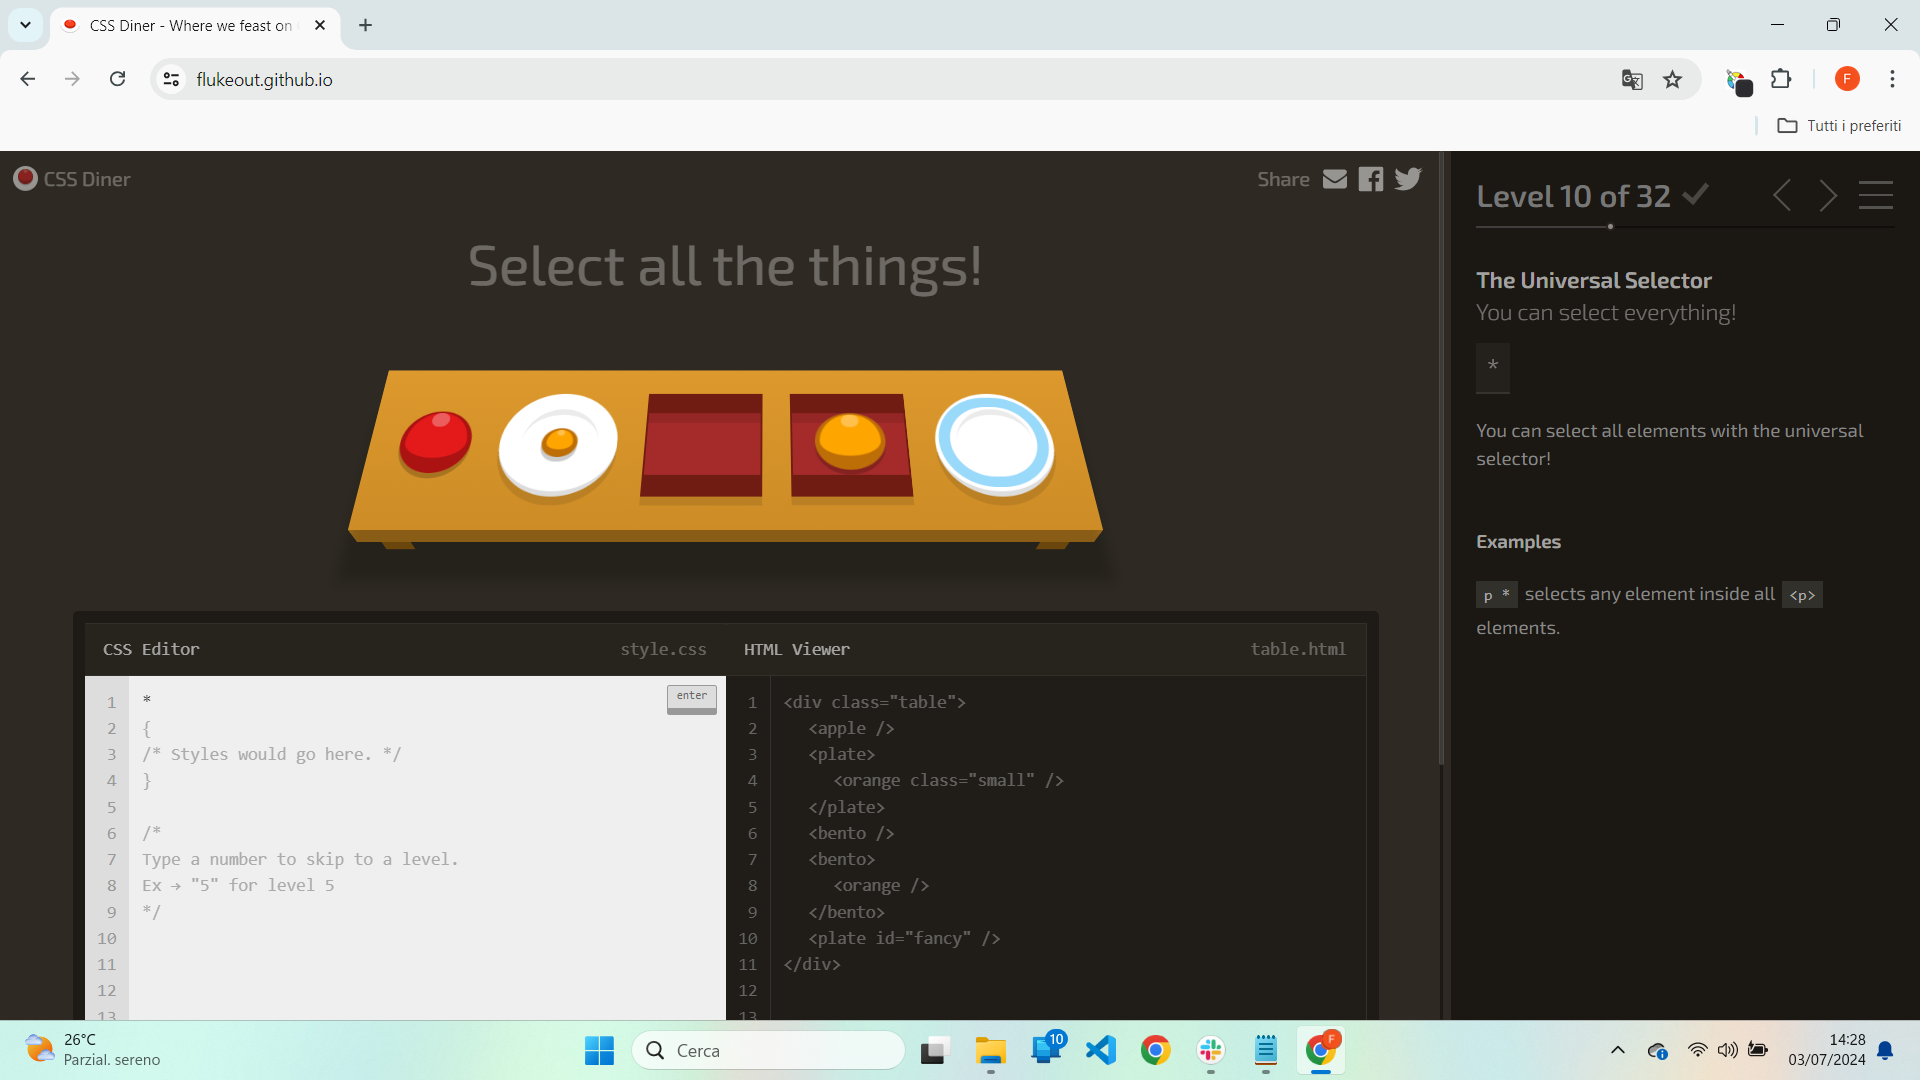 CSS Diner - Where we feast on
flukeout.github.io
F
Tutti i preferiti
CSS Diner
Share
Select all the things!
CSS Editor
style.css
1
2
3
4
5
6
7
8
9
10
11
12
13
*
{
/* Styles would go here. */
}
/*
Type a number to skip to a level.
Ex → "5" for level 5
*/
enter
HTML Viewer
table.html
1
2
3
4
5
6
7
8
9
10
11
12
13
<div class="table">
<apple />
<plate>
<orange class="small" />
</plate>
<bento />
<bento>
<orange />
</bento>
<plate id="fancy" />
</div>
Level 10 of 32
The Universal Selector
You can select everything!
*
You can select all elements with the universal
selector!
Examples
p * selects any element inside all <p>
elements.
26°C
Parzial. sereno
Cerca
10
F
14:28
03/07/2024